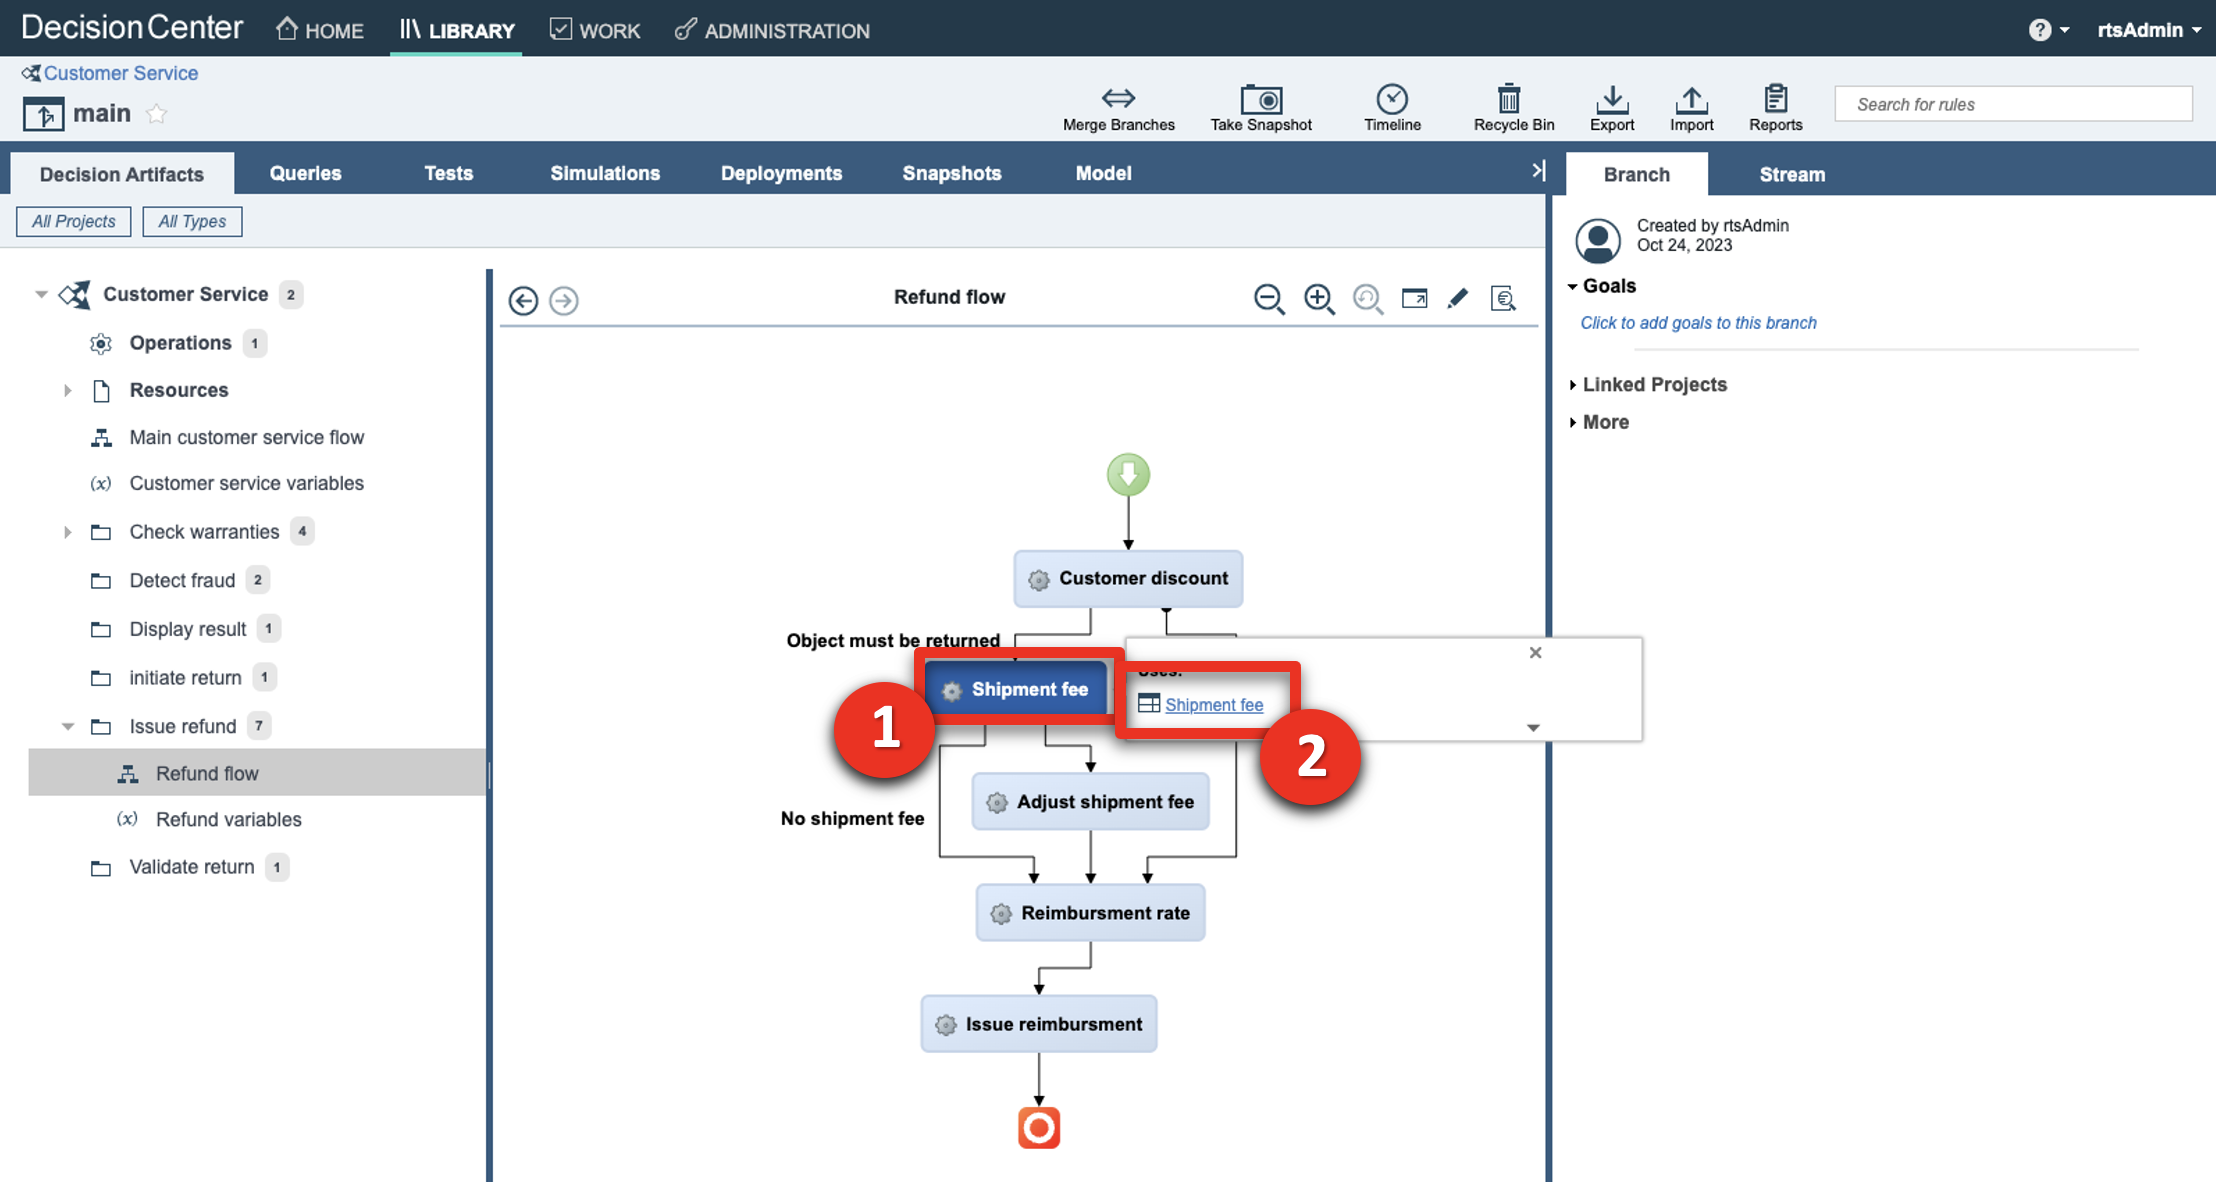 Decision Center
HOME
LIBRARY
WORK
ADMINISTRATION
?
rtsAdmin
Customer Service
main
Merge Branches
Take Snapshot
Timeline
Recycle Bin
Export
Import
Reports
Search for rules
Decision Artifacts
Queries
Tests
Simulations
Deployments
Snapshots
Model
Branch
Stream
All Projects
All Types
Created by rtsAdmin
Oct 24, 2023
Goals
Click to add goals to this branch
Linked Projects
More
Customer Service 2
Operations 1
Resources
Main customer service flow
(x) Customer service variables
Check warranties 4
Detect fraud 2
Display result 1
initiate return 1
Issue refund 7
Refund flow
(x) Refund variables
Validate return 1
Refund flow
Customer discount
Object must be returned
Shipment fee
1
Uses:
Shipment fee
2
Adjust shipment fee
No shipment fee
Reimbursment rate
Issue reimbursment